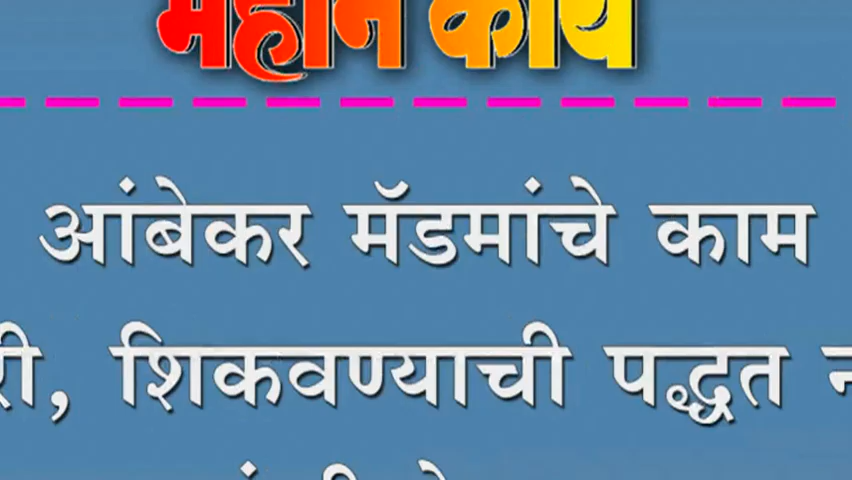 महान कार्य
आंबेकर मॅडमांचे काम
री, शिकवण्याची पद्धत